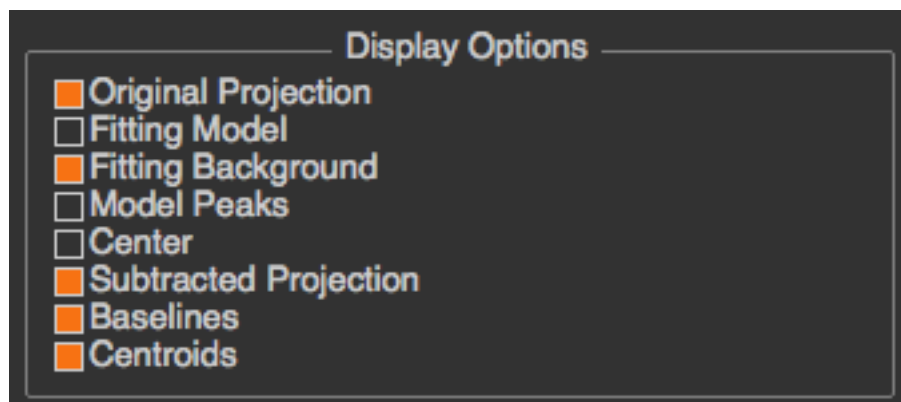 Display Options
Original Projection
Fitting Model
Fitting Background
Model Peaks
Center
Subtracted Projection
Baselines
Centroids